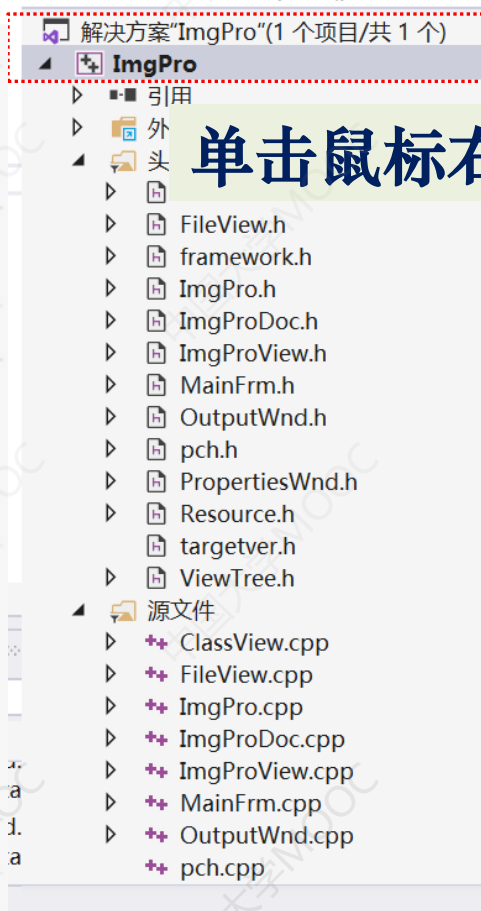 解决方案“ImgPro”(1 个项目/共 1 个)
ImgPro
引用
外
头
单击鼠标右
FileView.h
framework.h
ImgPro.h
ImgProDoc.h
ImgProView.h
MainFrm.h
OutputWnd.h
pch.h
PropertiesWnd.h
Resource.h
targetver.h
ViewTree.h
源文件
ClassView.cpp
FileView.cpp
ImgPro.cpp
ImgProDoc.cpp
ImgProView.cpp
MainFrm.cpp
OutputWnd.cpp
pch.cpp